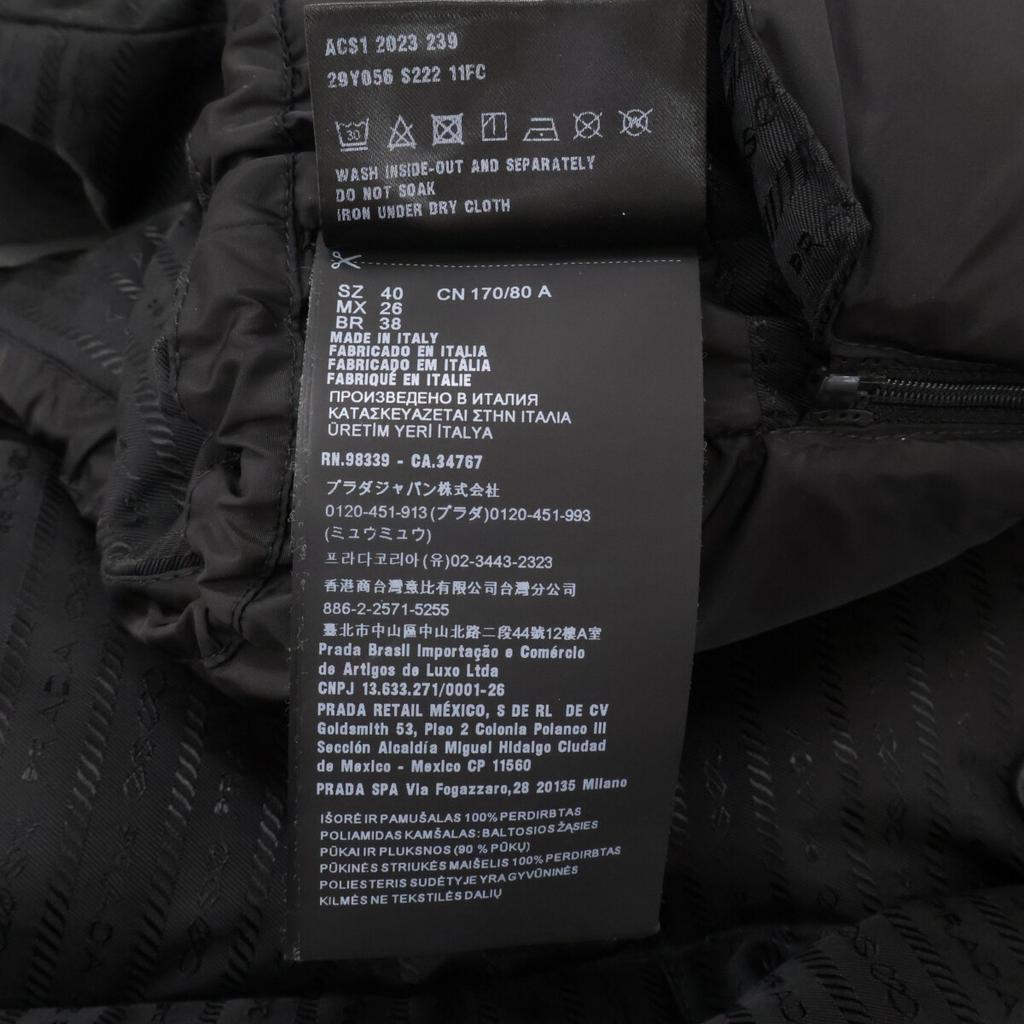 ACS1 2023 239
29Y056 S222 11FC
30
WASH INSIDE-OUT AND SEPARATELY
DO NOT SOAK
IRON UNDER DRY CLOTH
SZ 40 CN 170/80 A
MX 26
BR 38
MADE IN ITALY
FABRICADO EN ITALIA
FABRICADO EM ITÁLIA
FABRIQUÉ EN ITALIE
ПРОИЗВЕДЕНО В ИТАЛИЯ
ΚΑΤΑΣΚΕΥΑΖΕΤΑΙ ΣΤΗΝ ΙΤΑΛΙΑ
ÜRETİM YERİ İTALYA
RN.98339 - CA.34767
プラダジャパン株式会社
0120-451-913(プラダ)0120-451-993
(ミュウミュウ)
프라다코리아(유)02-3443-2323
香港商台灣意比有限公司台灣分公司
886-2-2571-5255
臺北市中山區中山北路二段44號12樓A室
Prada Brasil Importação e Comércio
de Artigos de Luxo Ltda
CNPJ 13.633.271/0001-26
PRADA RETAIL MÉXICO, S DE RL DE CV
Goldsmith 53, Piso 2 Colonia Polanco III
Sección Alcaldía Miguel Hidalgo Ciudad
de Mexico - Mexico CP 11560
PRADA SPA Via Fogazzaro,28 20135 Milano
IŠORĖ IR PAMUŠALAS 100% PERDIRBTAS
POLIAMIDAS KAMŠALAS: BALTOSIOS ŽĄSIES
PŪKAI IR PLUKSNOS (90 % PŪKŲ)
PŪKINĖS STRIUKĖS MAIŠELIS 100% PERDIRBTAS
POLIESTERIS SUDĖTYJE YRA GYVŪNINĖS
KILMĖS NE TEKSTILĖS DALIŲ
PRADA